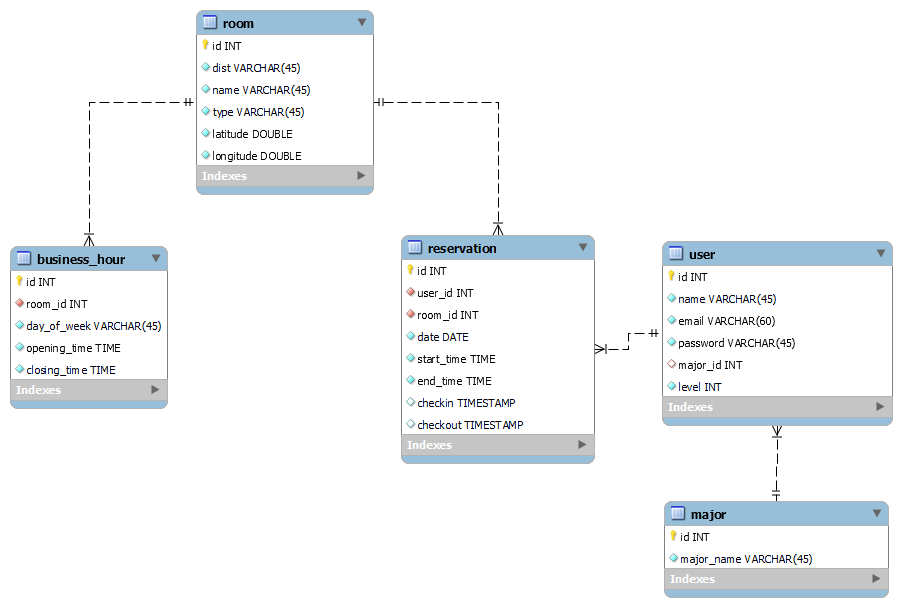 room
id INT
dist VARCHAR(45)
name VARCHAR(45)
type VARCHAR(45)
latitude DOUBLE
longitude DOUBLE
Indexes
business_hour
id INT
room_id INT
day_of_week VARCHAR(45)
opening_time TIME
closing_time TIME
Indexes
reservation
id INT
user_id INT
room_id INT
date DATE
start_time TIME
end_time TIME
checkin TIMESTAMP
checkout TIMESTAMP
Indexes
user
id INT
name VARCHAR(45)
email VARCHAR(60)
password VARCHAR(45)
major_id INT
level INT
Indexes
major
id INT
major_name VARCHAR(45)
Indexes